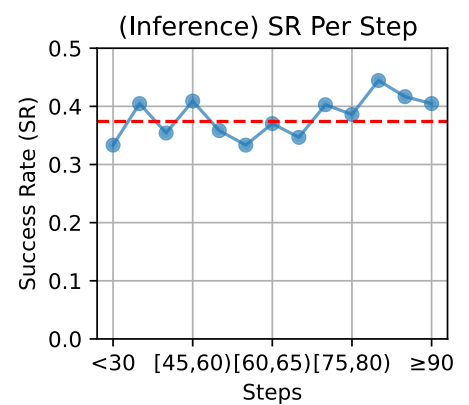 (Inference) SR Per Step
Success Rate (SR)
0.5
0.4
0.3
0.2
0.1
0.0
<30 [45,60) [60,65) [75,80) ≥90
Steps